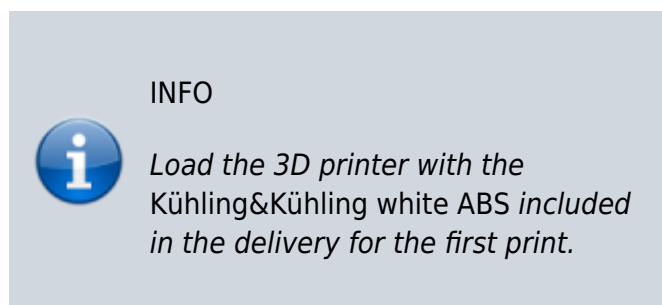 INFO
Load the 3D printer with the
Kühling&Kühling white ABS included
in the delivery for the first print.